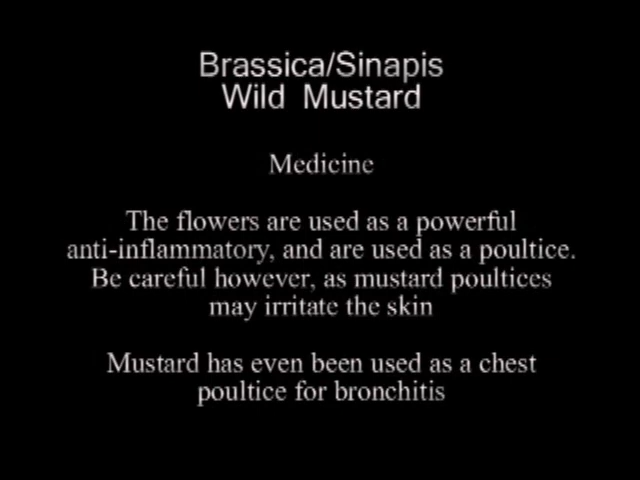 Brassica/Sinapis
Wild Mustard
Medicine
The flowers are used as a powerful
anti-inflammatory, and are used as a poultice.
Be careful however, as mustard poultices
may irritate the skin
Mustard has even been used as a chest
poultice for bronchitis